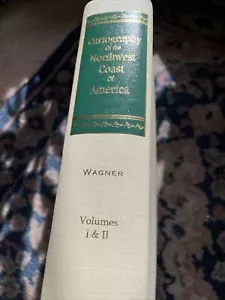 Cartography
of the
Northwest
Coast
of
America
WAGNER
Volumes
I & II